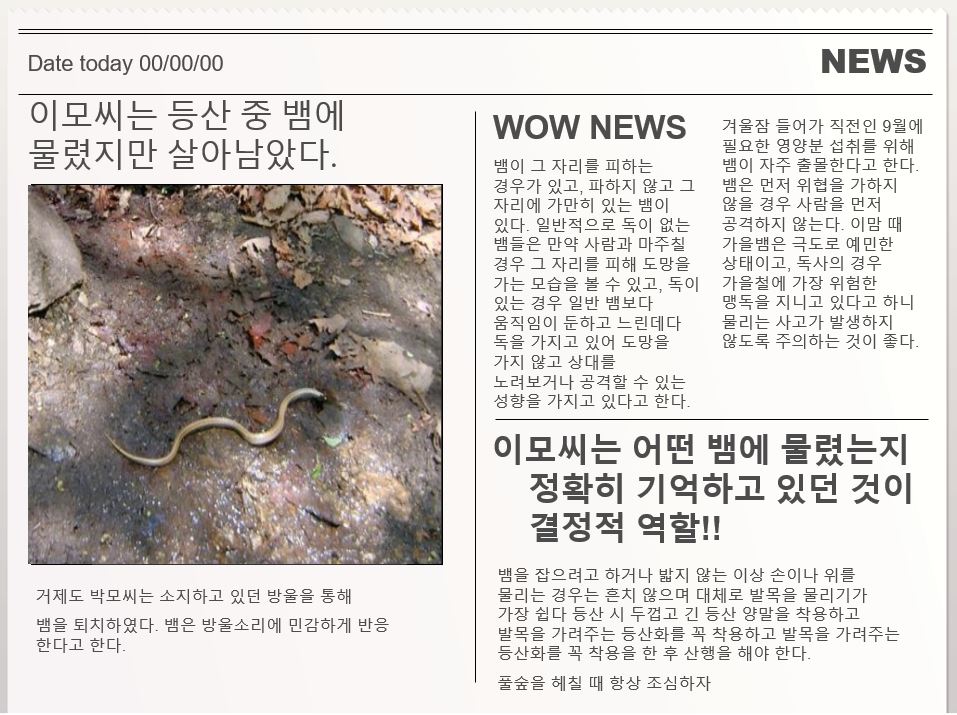 Date today 00/00/00
NEWS
이모씨는 등산 중 뱀에
물렸지만 살아남았다.
거제도 박모씨는 소지하고 있던 방울을 통해
뱀을 퇴치하였다. 뱀은 방울소리에 민감하게 반응
한다고 한다.
WOW NEWS
뱀이 그 자리를 피하는
경우가 있고, 파하지 않고 그
자리에 가만히 있는 뱀이
있다. 일반적으로 독이 없는
뱀들은 만약 사람과 마주칠
경우 그 자리를 피해 도망을
가는 모습을 볼 수 있고, 독이
있는 경우 일반 뱀보다
움직임이 둔하고 느린데다
독을 가지고 있어 도망을
가지 않고 상대를
노려보거나 공격할 수 있는
성향을 가지고 있다고 한다.
겨울잠 들어가 직전인 9월에
필요한 영양분 섭취를 위해
뱀이 자주 출몰한다고 한다.
뱀은 먼저 위협을 가하지
않을 경우 사람을 먼저
공격하지 않는다. 이맘 때
가을뱀은 극도로 예민한
상태이고, 독사의 경우
가을철에 가장 위험한
맹독을 지니고 있다고 하니
물리는 사고가 발생하지
않도록 주의하는 것이 좋다.
이모씨는 어떤 뱀에 물렸는지
정확히 기억하고 있던 것이
결정적 역할!!
뱀을 잡으려고 하거나 밟지 않는 이상 손이나 위를
물리는 경우는 흔치 않으며 대체로 발목을 물리기가
가장 쉽다 등산 시 두껍고 긴 등산 양말을 착용하고
발목을 가려주는 등산화를 꼭 착용하고 발목을 가려주는
등산화를 꼭 착용을 한 후 산행을 해야 한다.
풀숲을 헤칠 때 항상 조심하자